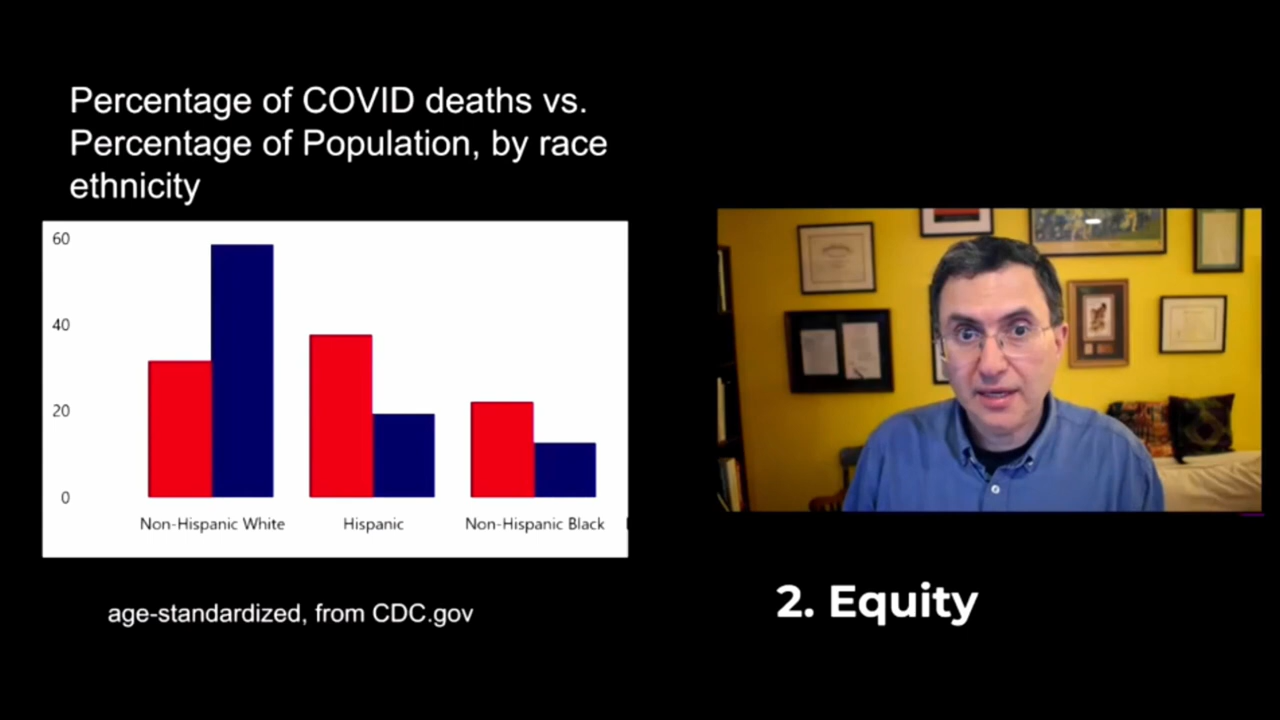 Percentage of COVID deaths vs.
Percentage of Population, by race
ethnicity
60
40
20
0
Non-Hispanic White
Hispanic
Non-Hispanic Black
age-standardized, from CDC.gov
2. Equity